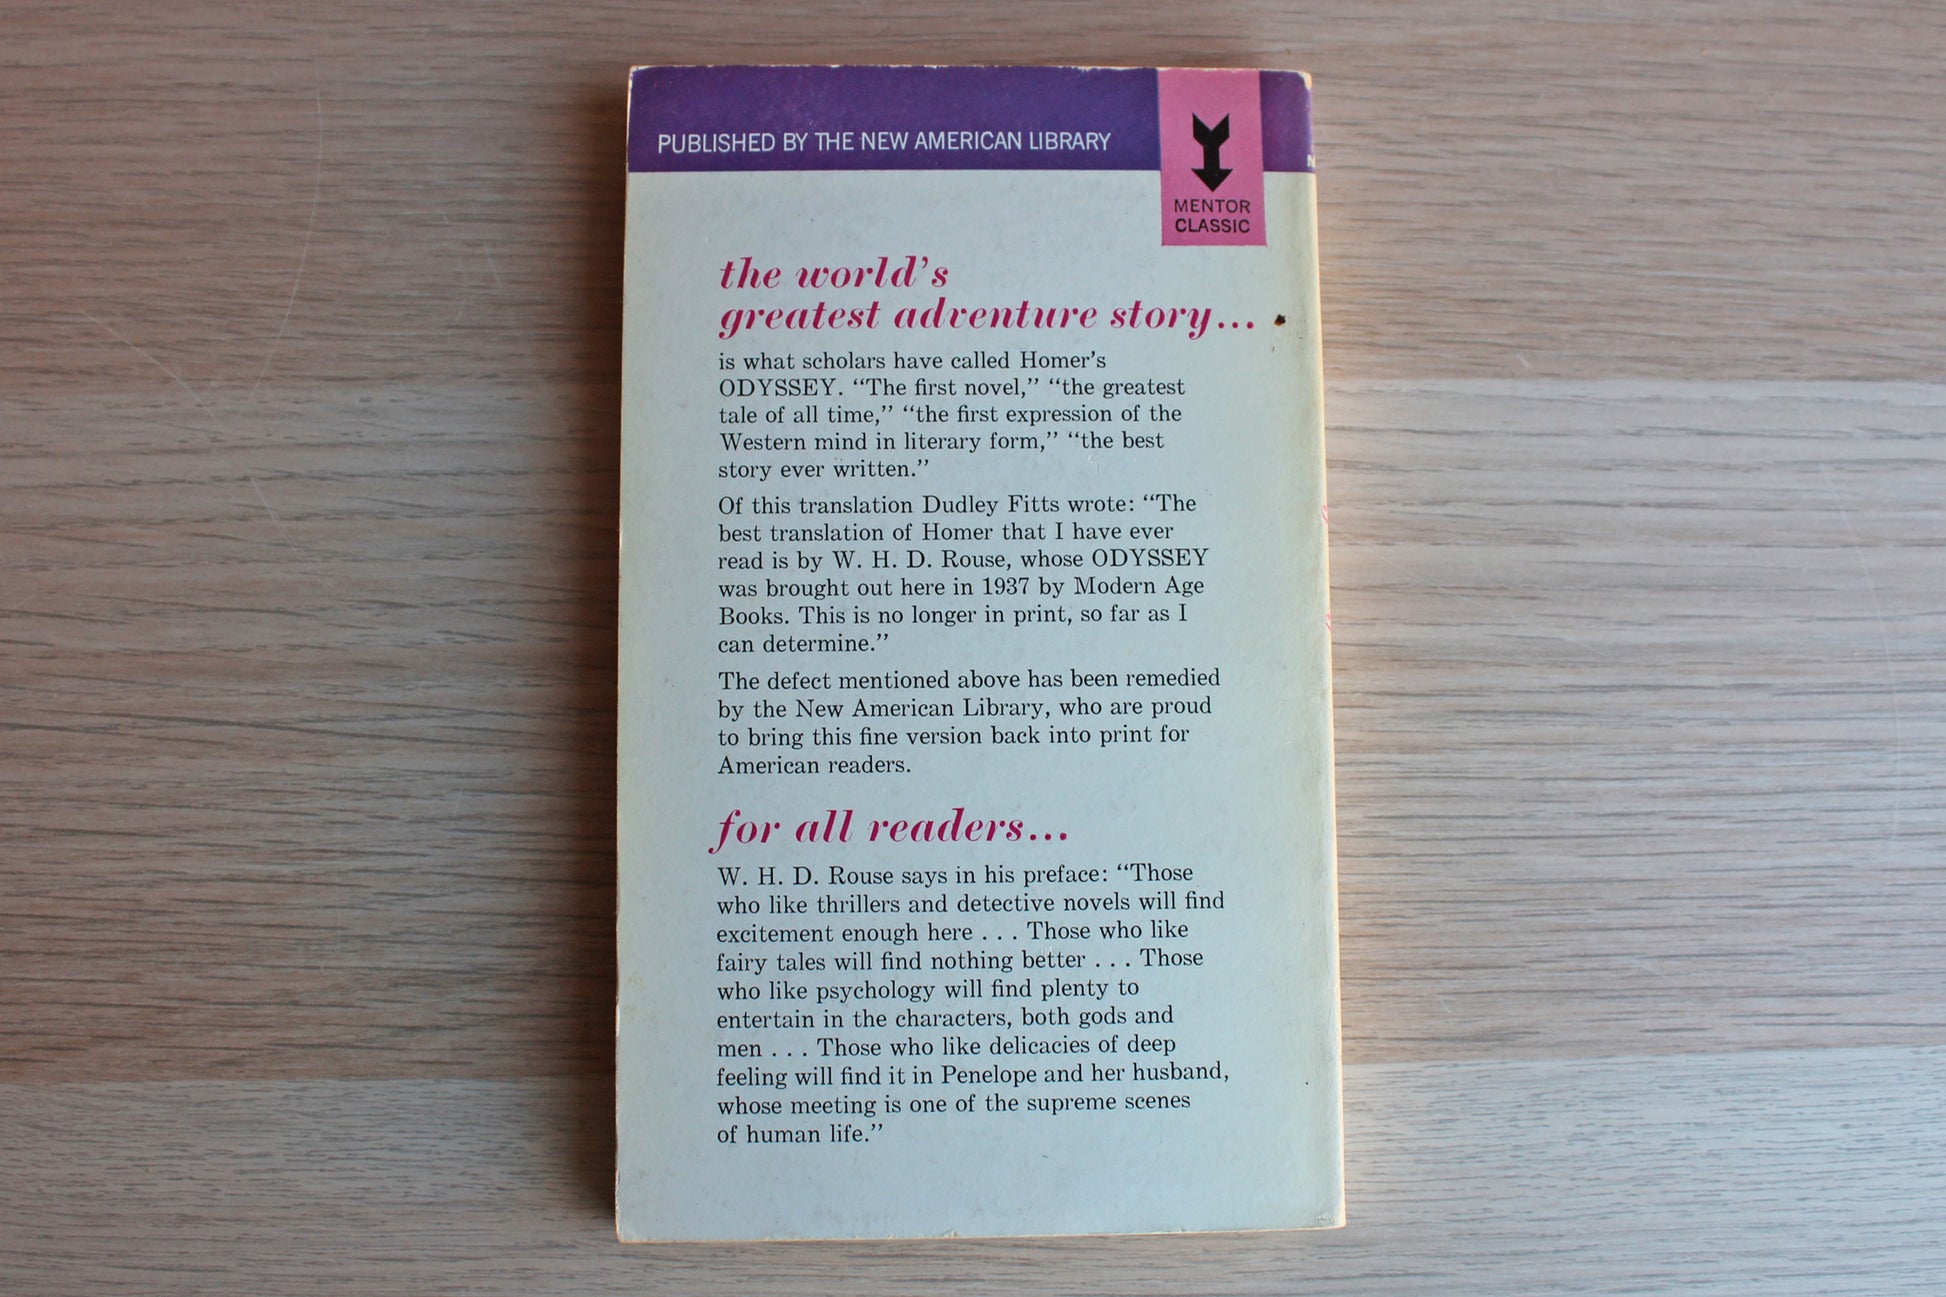 PUBLISHED BY THE NEW AMERICAN LIBRARY
MENTOR
CLASSIC
the world's
greatest adventure story...
is what scholars have called Homer's
ODYSSEY. “The first novel,” “the greatest
tale of all time,” “the first expression of the
Western mind in literary form,” “the best
story ever written.”
Of this translation Dudley Fitts wrote: “The
best translation of Homer that I have ever
read is by W. H. D. Rouse, whose ODYSSEY
was brought out here in 1937 by Modern Age
Books. This is no longer in print, so far as I
can determine.”
The defect mentioned above has been remedied
by the New American Library, who are proud
to bring this fine version back into print for
American readers.
for all readers...
W. H. D. Rouse says in his preface: “Those
who like thrillers and detective novels will find
excitement enough here . . . Those who like
fairy tales will find nothing better . . . Those
who like psychology will find plenty to
entertain in the characters, both gods and
men . . . Those who like delicacies of deep
feeling will find it in Penelope and her husband,
whose meeting is one of the supreme scenes
of human life.”